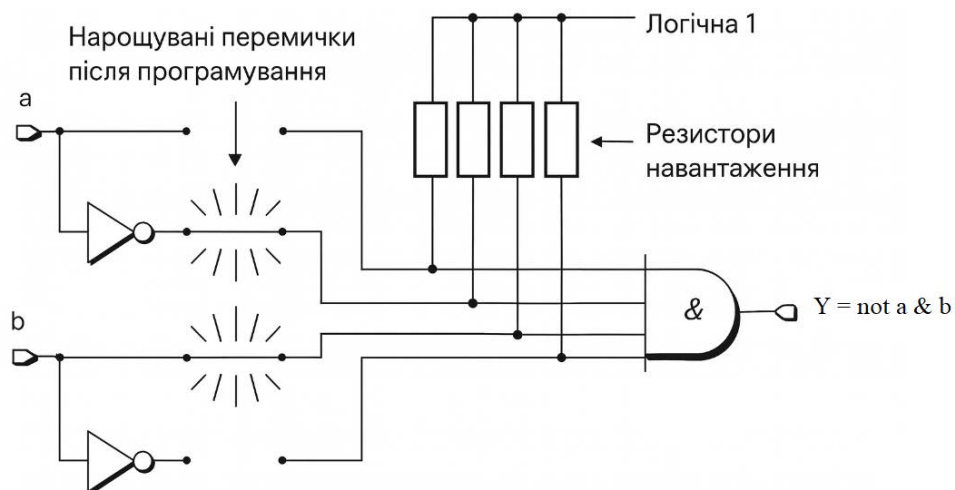 Нарощувані перемички
після програмування
Логічна 1
a
Резистори
навантаження
&
Y = not a & b
b